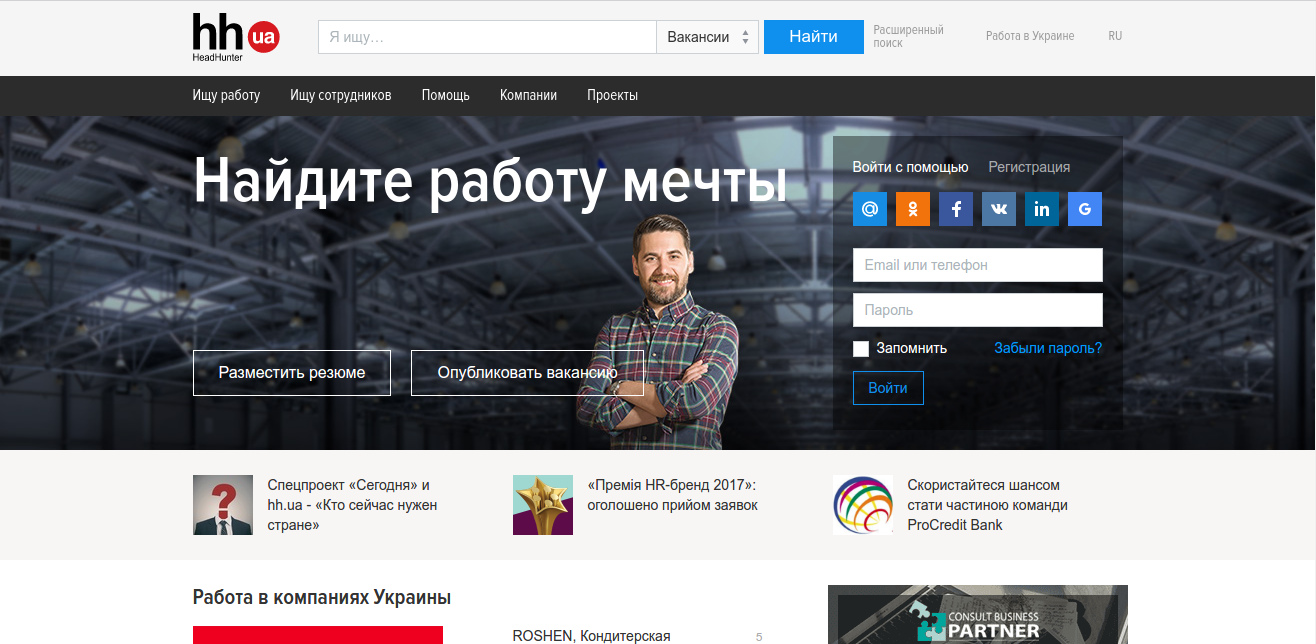 hh ua
HeadHunter
Я ищу...
Вакансии
Найти
Расширенный
поиск
Работа в Украине
RU
Ищу работу
Ищу сотрудников
Помощь
Компании
Проекты
Найдите работу мечты
Войти с помощью
Регистрация
@
f
in
G
Email или телефон
Пароль
Запомнить
Забыли пароль?
Разместить резюме
Опубликовать вакансию
Войти
Спецпроект «Сегодня» и
hh.ua - «Кто сейчас нужен
стране»
«Премія HR-бренд 2017»:
оголошено прийом заявок
Скористайтеся шансом
стати частиною команди
ProCredit Bank
Работа в компаниях Украины
ROSHEN, Кондитерская
5
CONSULT BUSINESS
PARTNER